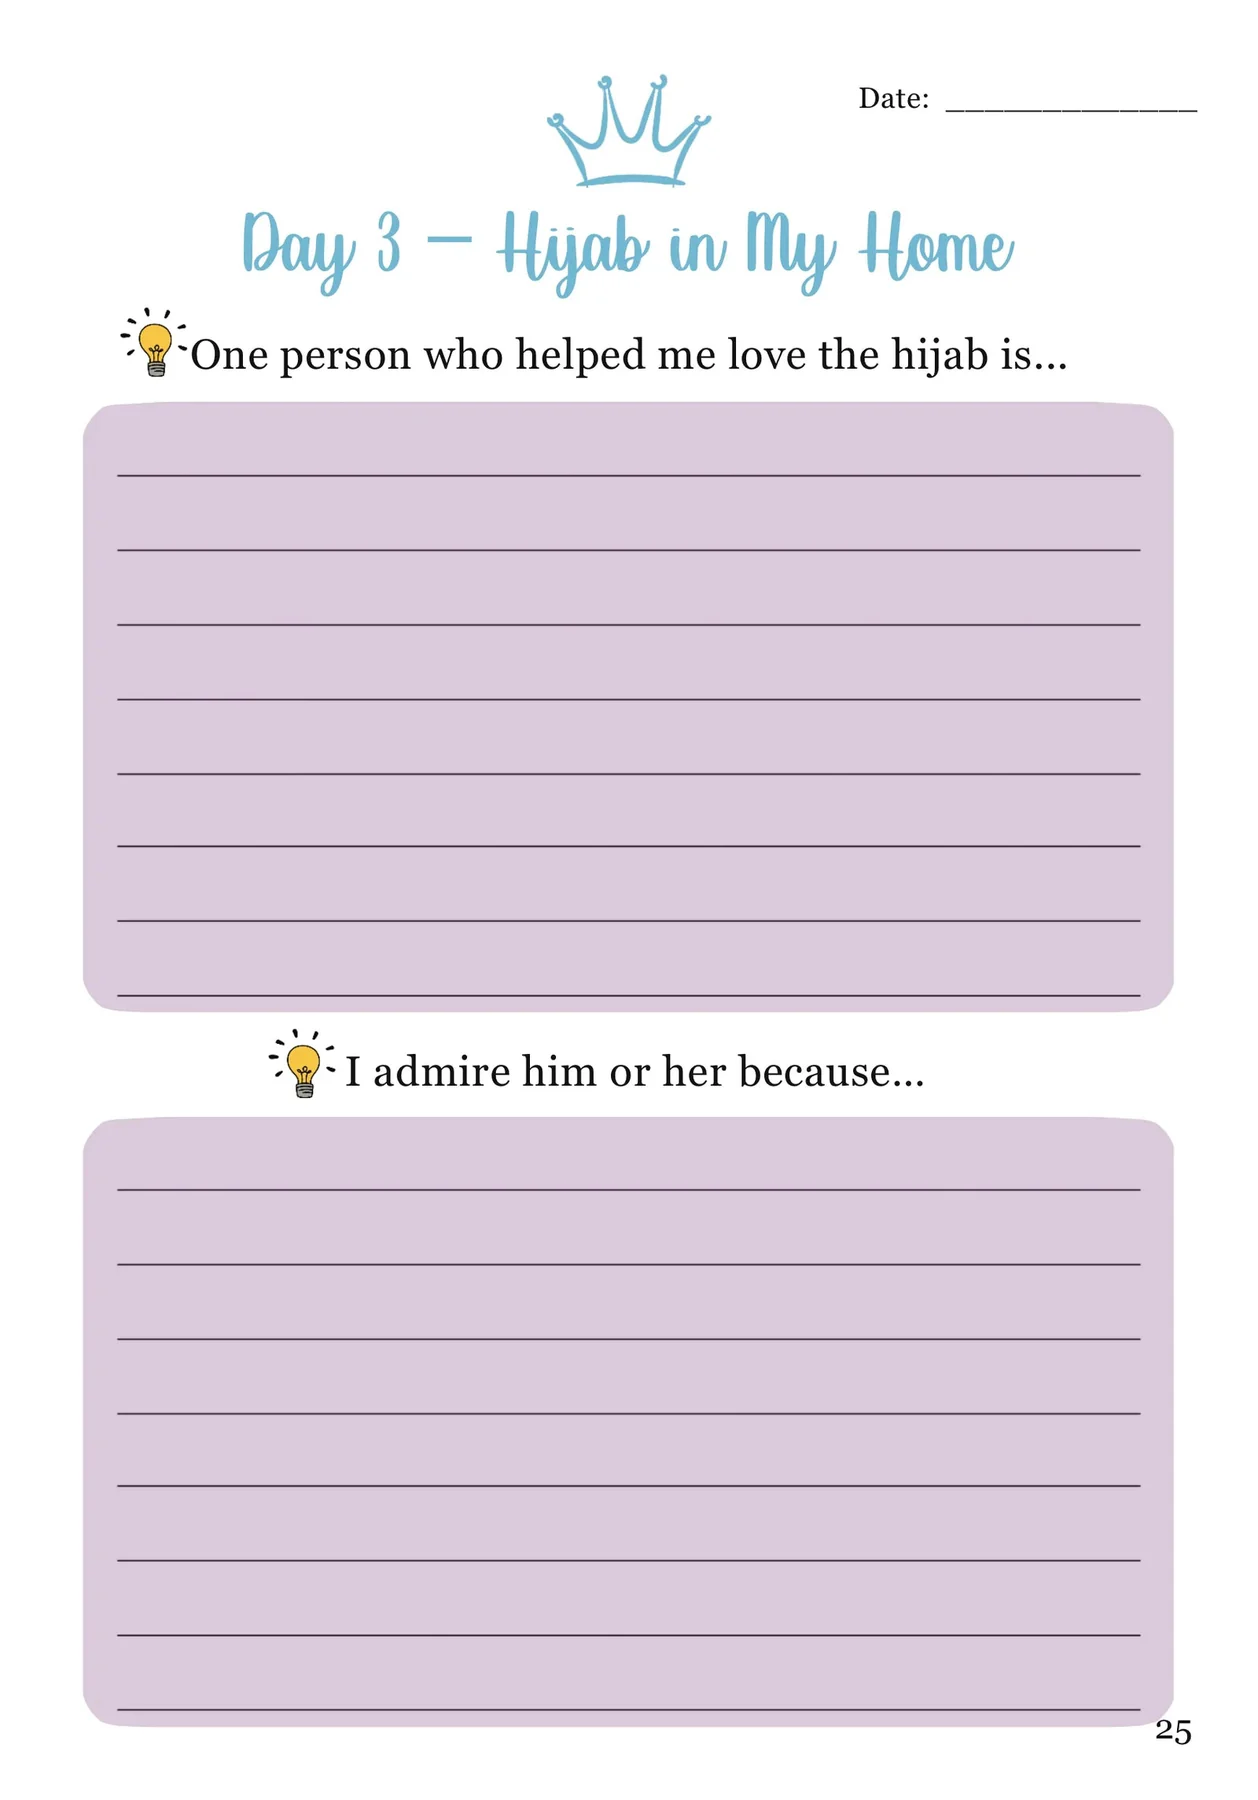 Date: _____________
Day 3 – Hijab in My Home
One person who helped me love the hijab is...
I admire him or her because...
25